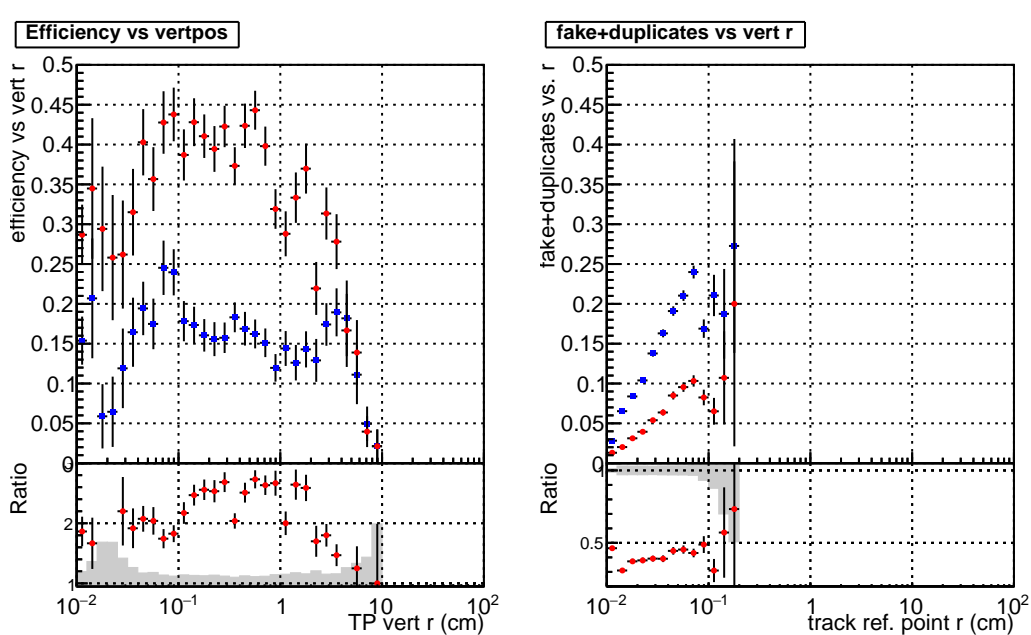 Efficiency vs vertpos
efficiency vs vert r
0.5
0.45
0.4
0.35
0.3
0.25
0.2
0.15
0.1
0.05
0
Ratio
2
1
10⁻² 10⁻¹ 1 10 10²
TP vert r (cm)
fake+duplicates vs vert r
fake+duplicates vs. r
0.5
0.45
0.4
0.35
0.3
0.25
0.2
0.15
0.1
0.05
0
Ratio
1
0.5
10⁻² 10⁻¹ 1 10 10²
track ref. point r (cm)